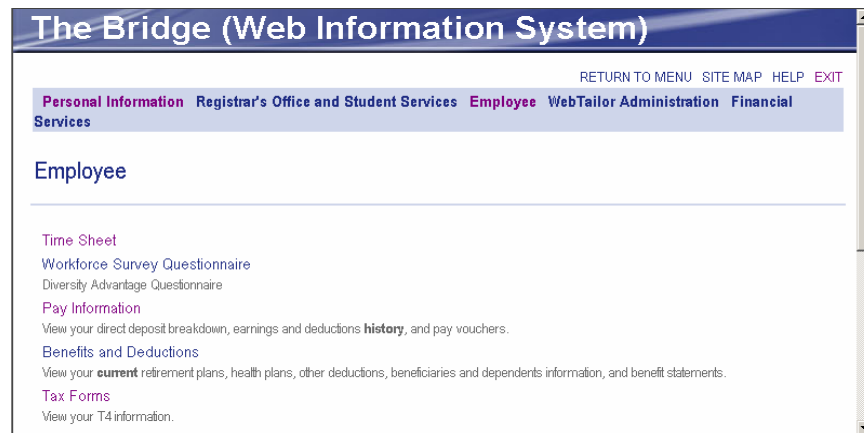 The Bridge (Web Information System)
RETURN TO MENU SITE MAP HELP EXIT
Personal Information Registrar's Office and Student Services Employee WebTailor Administration Financial
Services
Employee
Time Sheet
Workforce Survey Questionnaire
Diversity Advantage Questionnaire
Pay Information
View your direct deposit breakdown, earnings and deductions history, and pay vouchers.
Benefits and Deductions
View your current retirement plans, health plans, other deductions, beneficiaries and dependents information, and benefit statements.
Tax Forms
View your T4 information.